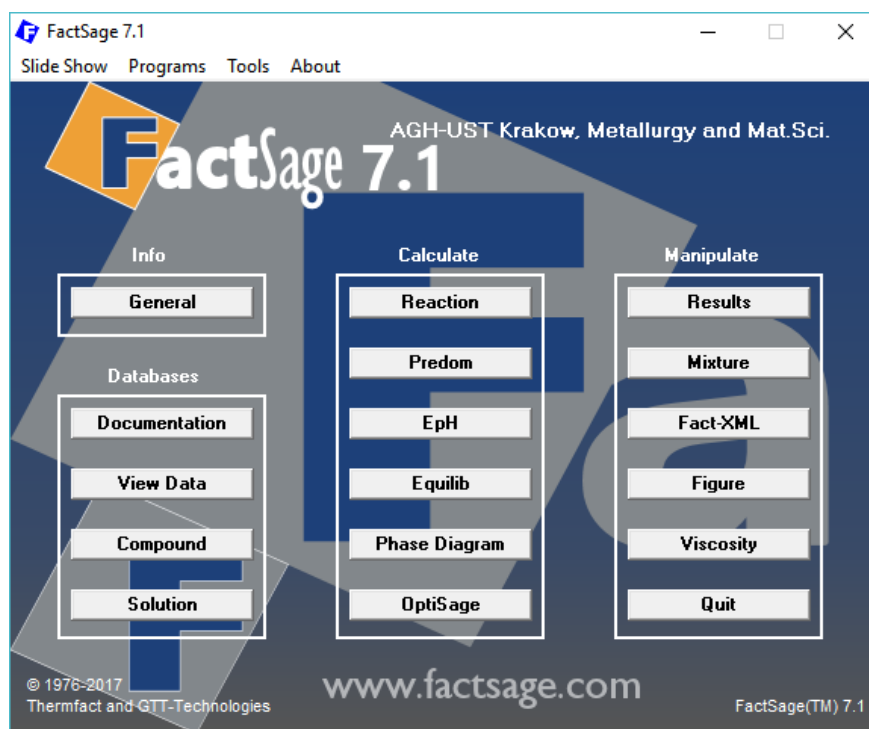 FactSage 7.1
Slide Show Programs Tools About
FactSage 7.1
AGH-UST Krakow, Metallurgy and Mat.Sci.
Info
General
Databases
Documentation
View Data
Compound
Solution
Calculate
Reaction
Predom
EpH
Equilib
Phase Diagram
OptiSage
Manipulate
Results
Mixture
Fact-XML
Figure
Viscosity
Quit
© 1976-2017
Thermfact and GTT-Technologies
www.factsage.com
FactSage(TM) 7.1